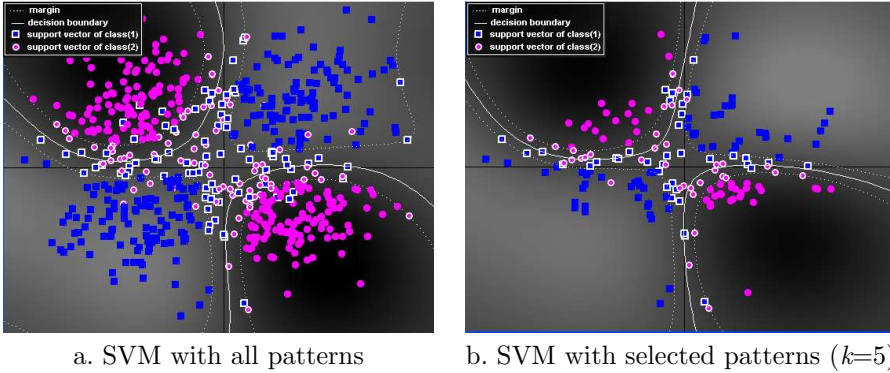 margin
decision boundary
support vector of class(1)
support vector of class(2)
margin
decision boundary
support vector of class(1)
support vector of class(2)
a. SVM with all patterns
b. SVM with selected patterns (k=5)